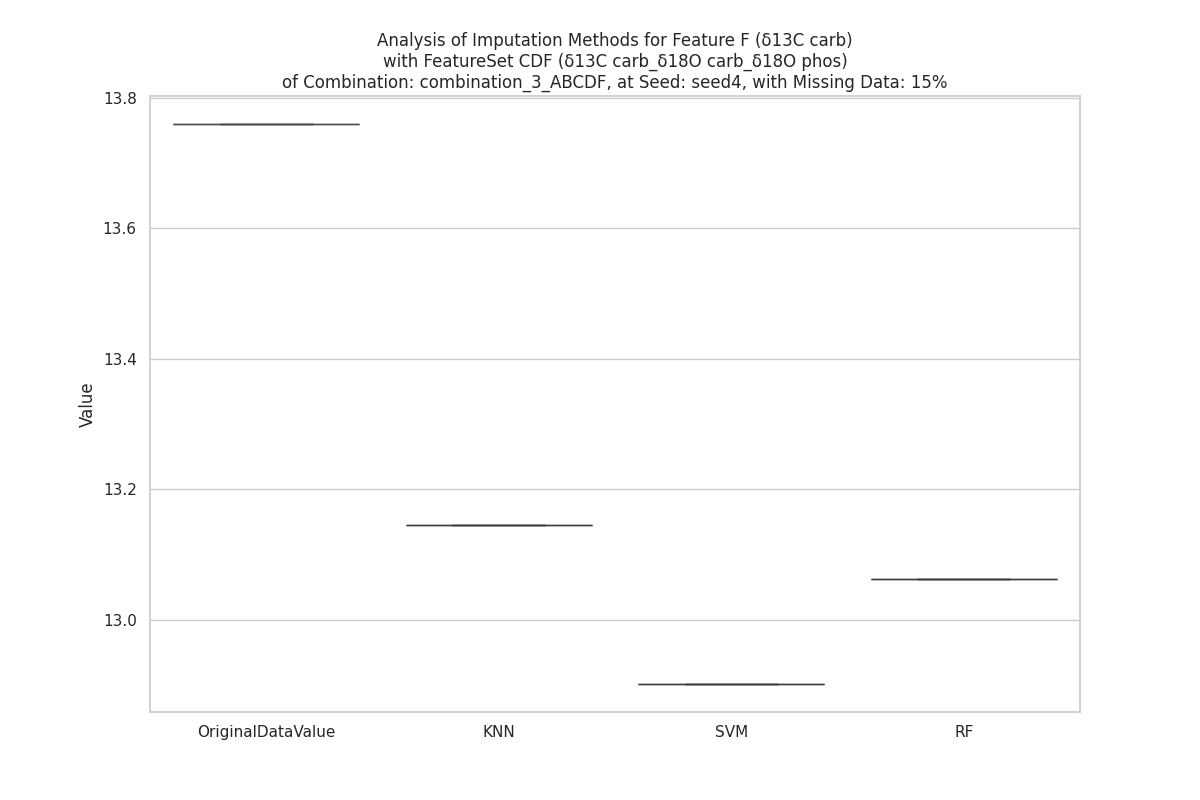 Analysis of Imputation Methods for Feature F (δ13C carb)
with FeatureSet CDF (δ13C carb_δ18O carb_δ18O phos)
of Combination: combination_3_ABCDF, at Seed: seed4, with Missing Data: 15%
13.8
13.6
13.4
13.2
13.0
Value
OriginalDataValue
KNN
SVM
RF